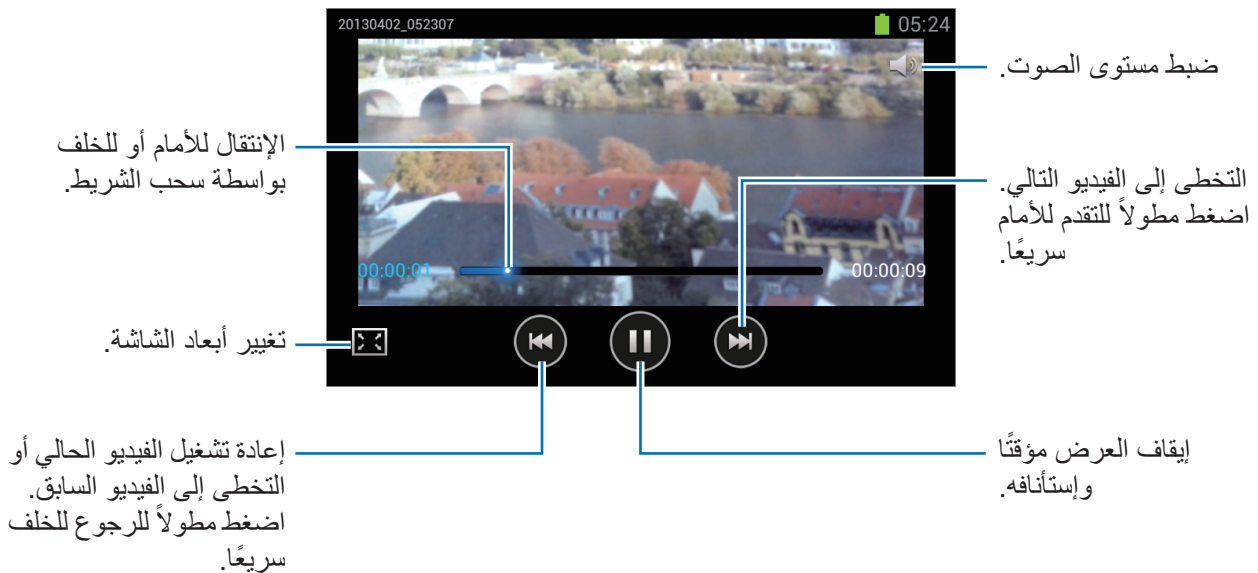 20130402_052307
05:24
ضبط مستوى الصوت.
الإنتقال للأمام أو للخلف
بواسطة سحب الشريط.
التخطى إلى الفيديو التالي.
اضغط مطولاً للتقدم للأمام
سريعًا.
00:00:01
00:00:09
تغيير أبعاد الشاشة.
إيقاف العرض مؤقتًا
وإستأنافه.
إعادة تشغيل الفيديو الحالي أو
التخطى إلى الفيديو السابق.
اضغط مطولاً للرجوع للخلف
سريعًا.